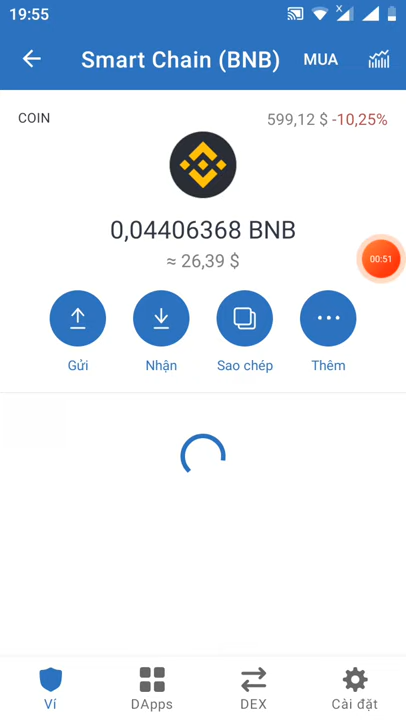 19:55
Smart Chain (BNB)
MUA
COIN
599,12 $ -10,25%
0,04406368 BNB
≈ 26,39 $
00:51
Gửi
Nhận
Sao chép
Thêm
Ví
DApps
DEX
Cài đặt